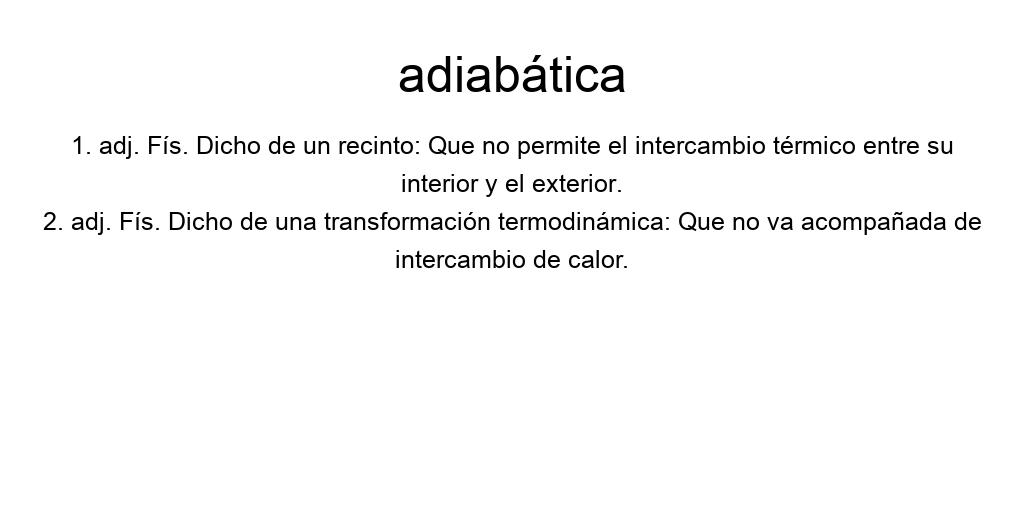 adiabática
1. adj. Fís. Dicho de un recinto: Que no permite el intercambio térmico entre su
interior y el exterior.
2. adj. Fís. Dicho de una transformación termodinámica: Que no va acompañada de
intercambio de calor.